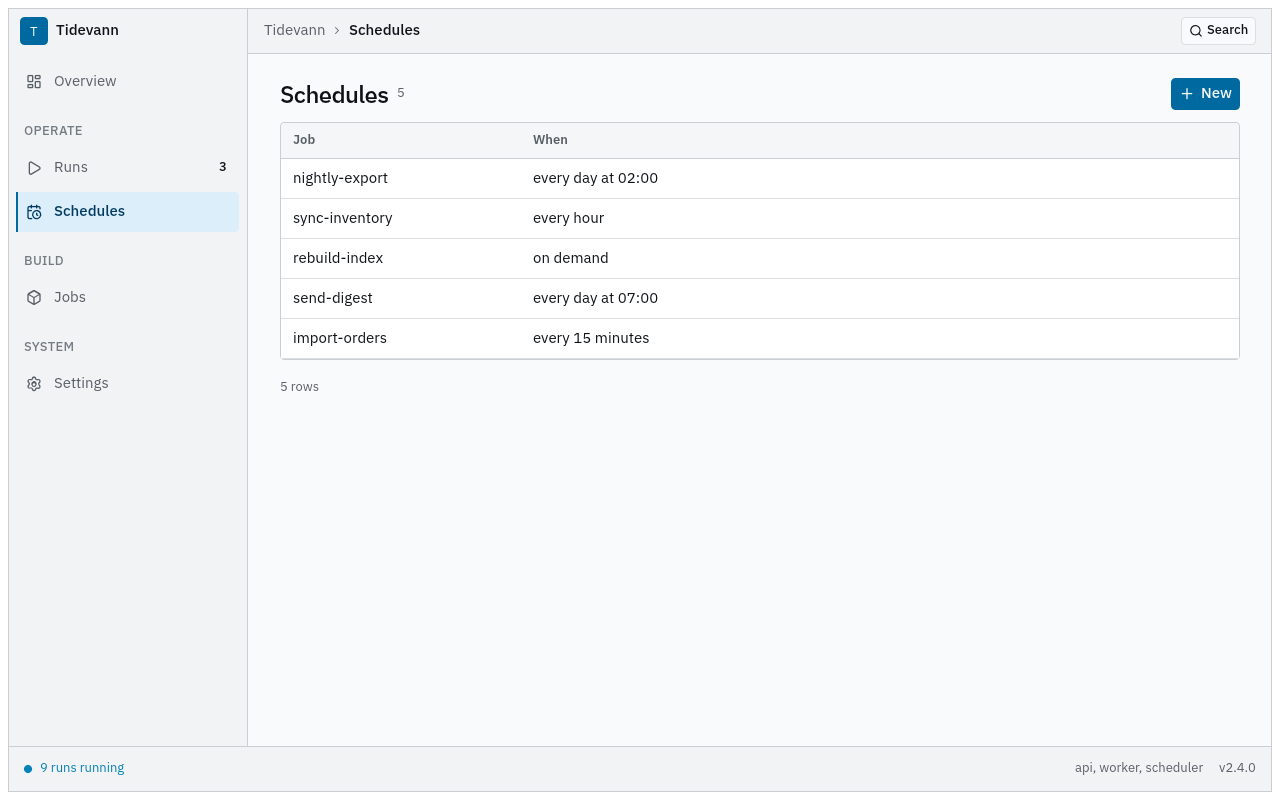 T Tidevann
Tidevann › Schedules
Search
Overview
OPERATE
Runs 3
Schedules
BUILD
Jobs
SYSTEM
Settings
Schedules 5
New
Job When
nightly-export every day at 02:00
sync-inventory every hour
rebuild-index on demand
send-digest every day at 07:00
import-orders every 15 minutes
5 rows
9 runs running
api, worker, scheduler v2.4.0